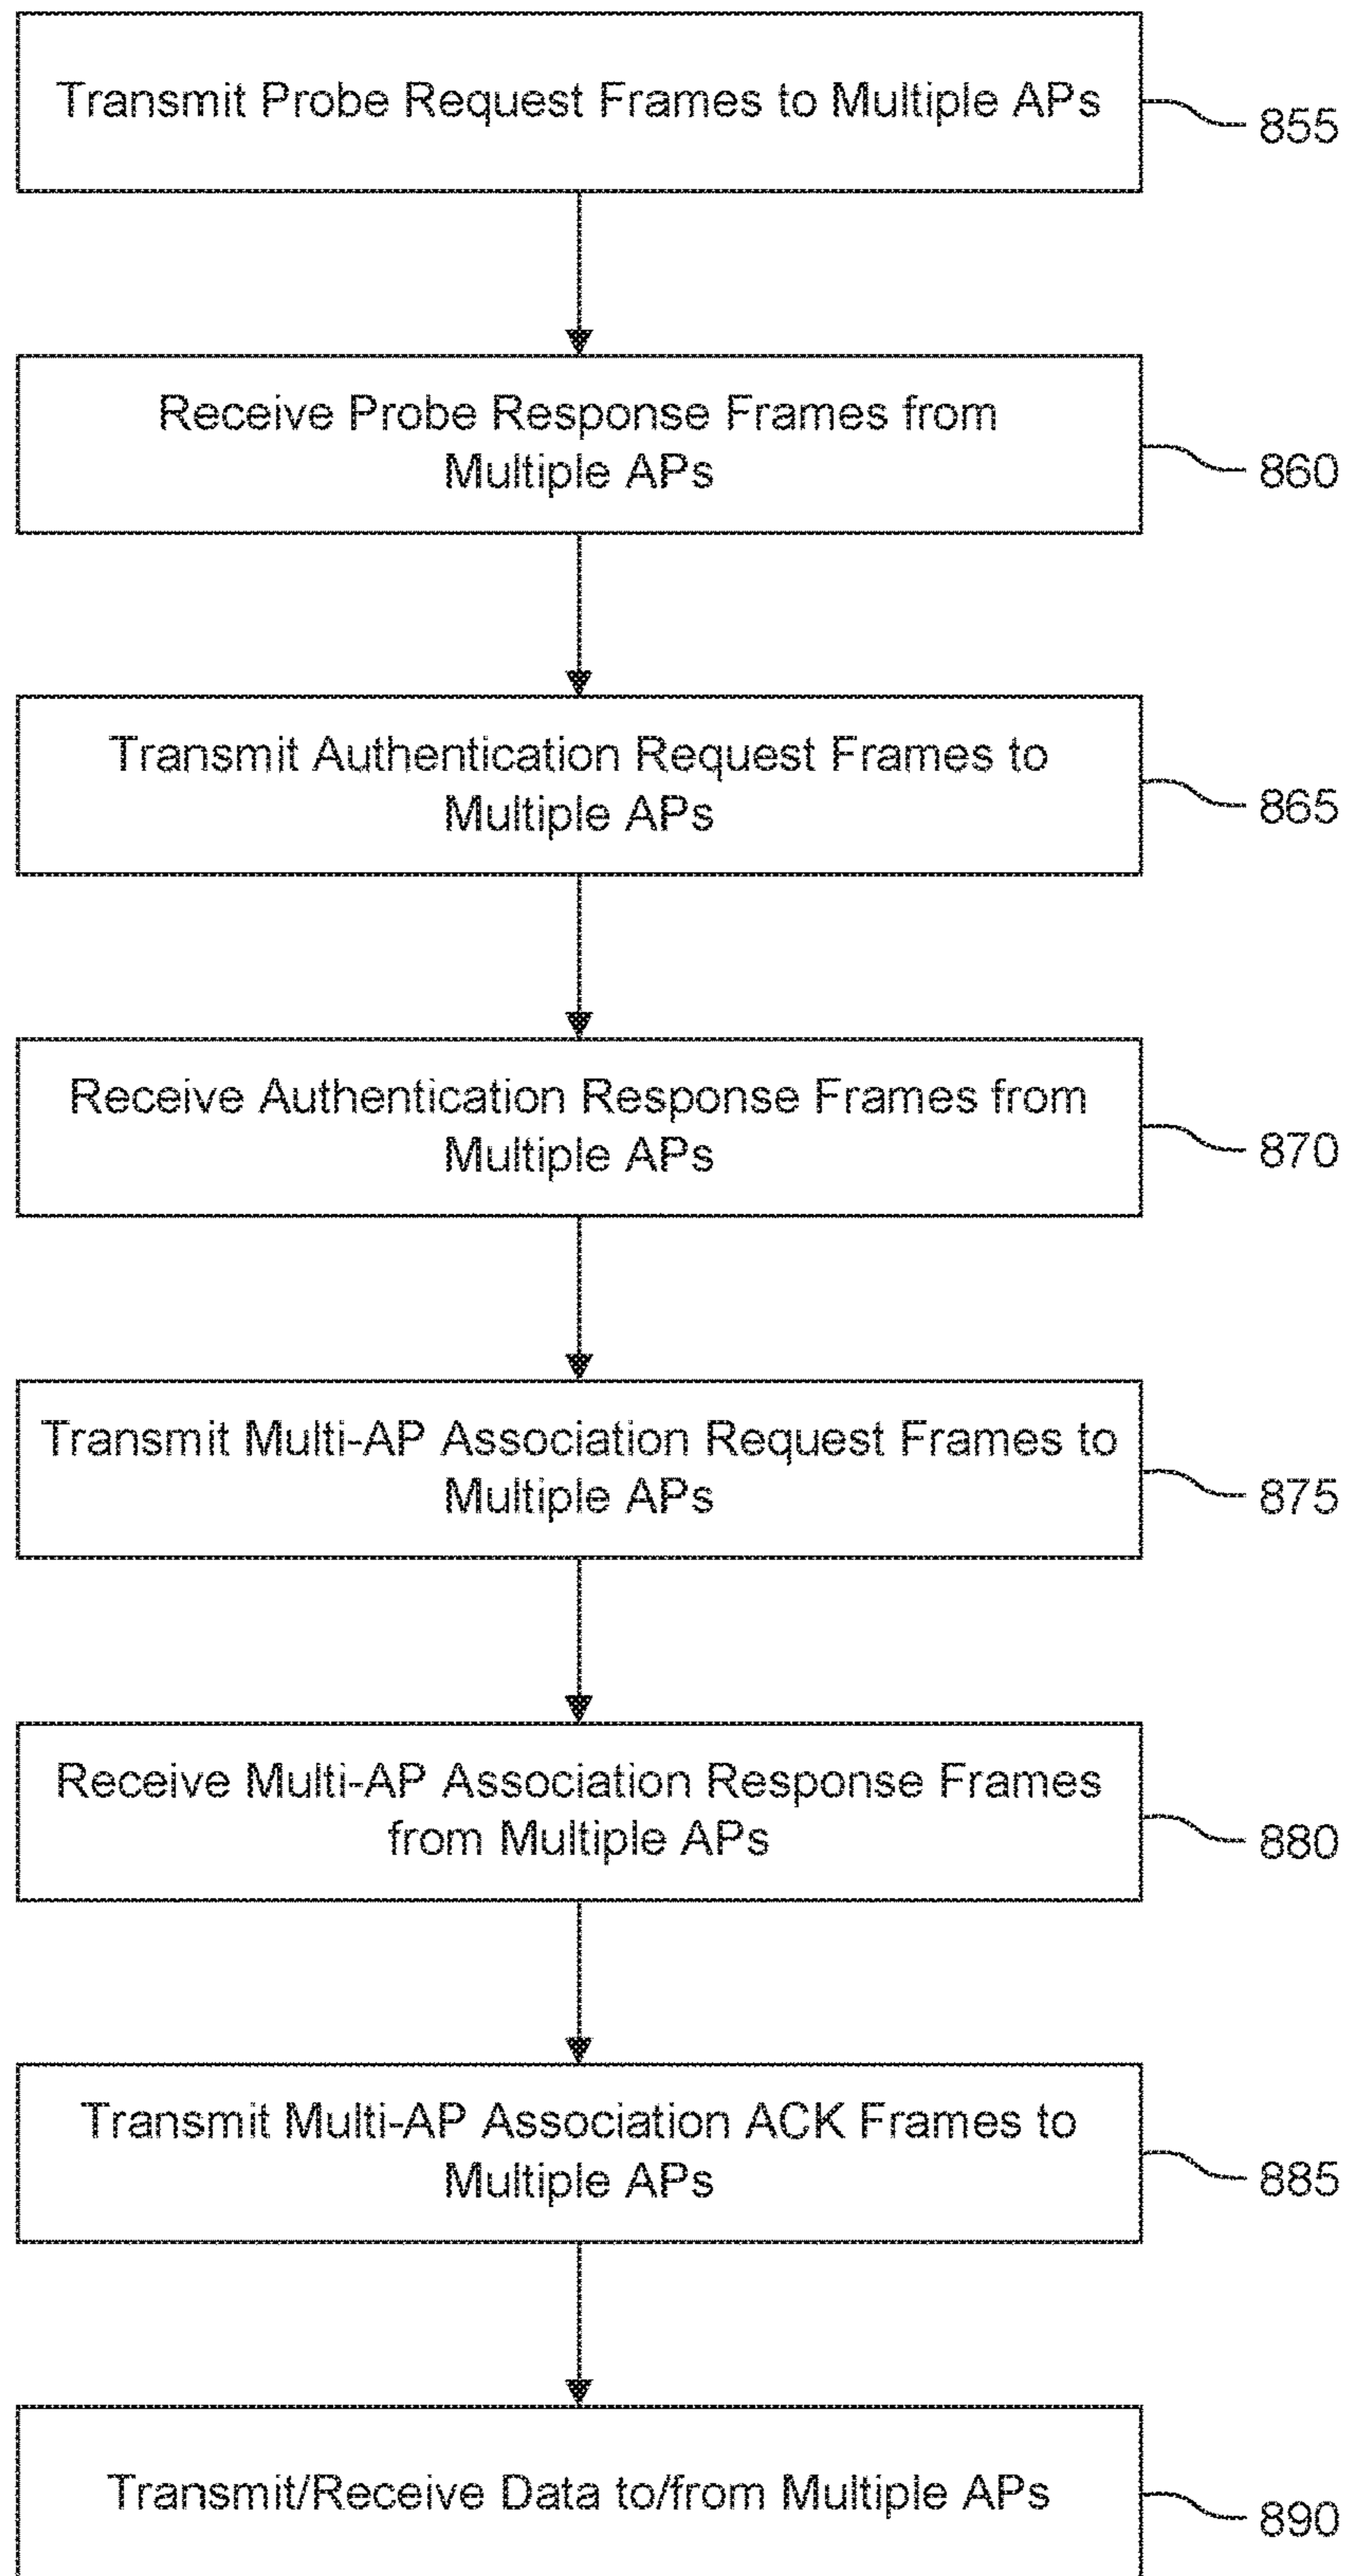 Transmit Probe Request Frames to Multiple APs
855
Receive Probe Response Frames from
Multiple APs
860
Transmit Authentication Request Frames to
Multiple APs
865
Receive Authentication Response Frames from
Multiple APs
870
Transmit Multi-AP Association Request Frames to
Multiple APs
875
Receive Multi-AP Association Response Frames
from Multiple APs
880
Transmit Multi-AP Association ACK Frames to
Multiple APs
885
Transmit/Receive Data to/from Multiple APs
890